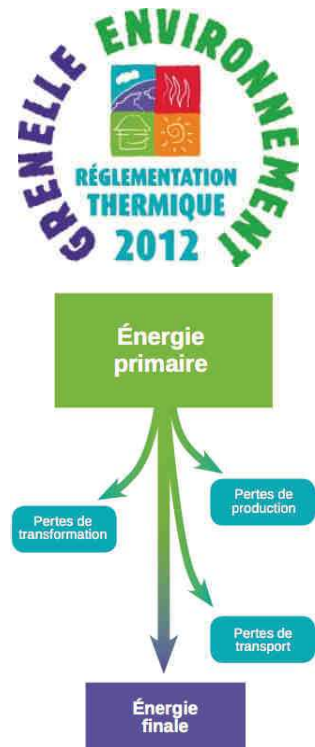 GRENELLE ENVIRONNEMENT
RÉGLEMENTATION
THERMIQUE
2012
Énergie
primaire
Pertes de
production
Pertes de
transformation
Pertes de
transport
Énergie
finale